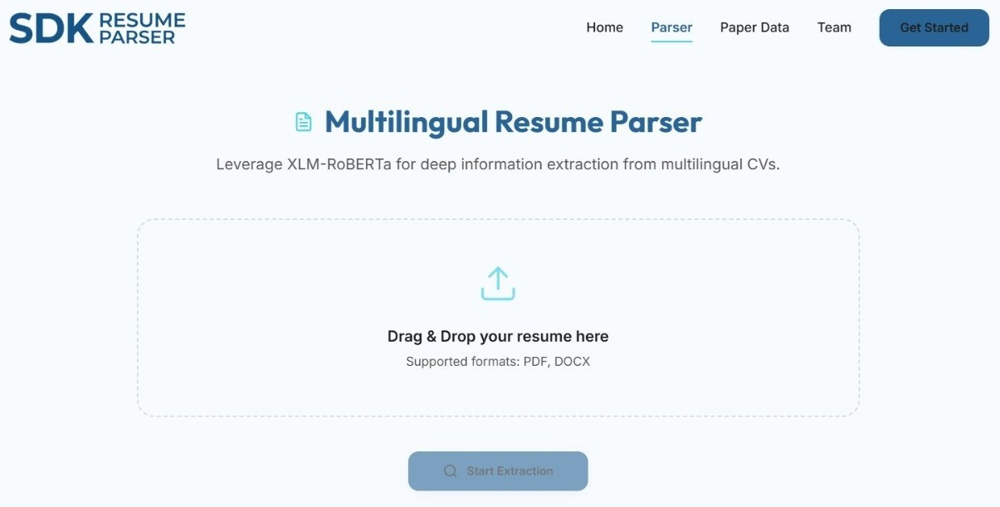 SDK RESUME PARSER
Home
Parser
Paper Data
Team
Get Started
Multilingual Resume Parser
Leverage XLM-RoBERTa for deep information extraction from multilingual CVs.
Drag & Drop your resume here
Supported formats: PDF, DOCX
Start Extraction